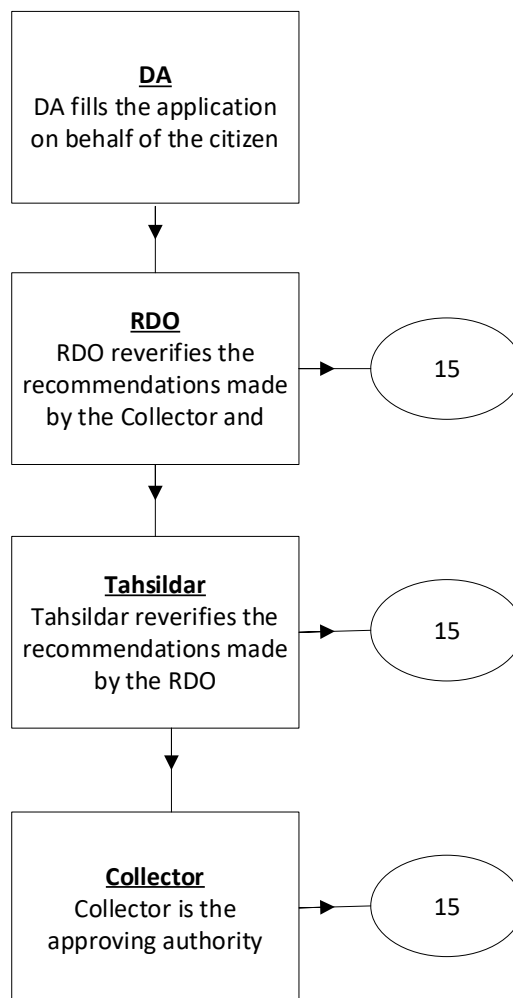 DA
DA fills the application
on behalf of the citizen
RDO
RDO reverifies the
recommendations made
by the Collector and
15
Tahsildar
Tahsildar reverifies the
recommendations made
by the RDO
15
Collector
Collector is the
approving authority
15